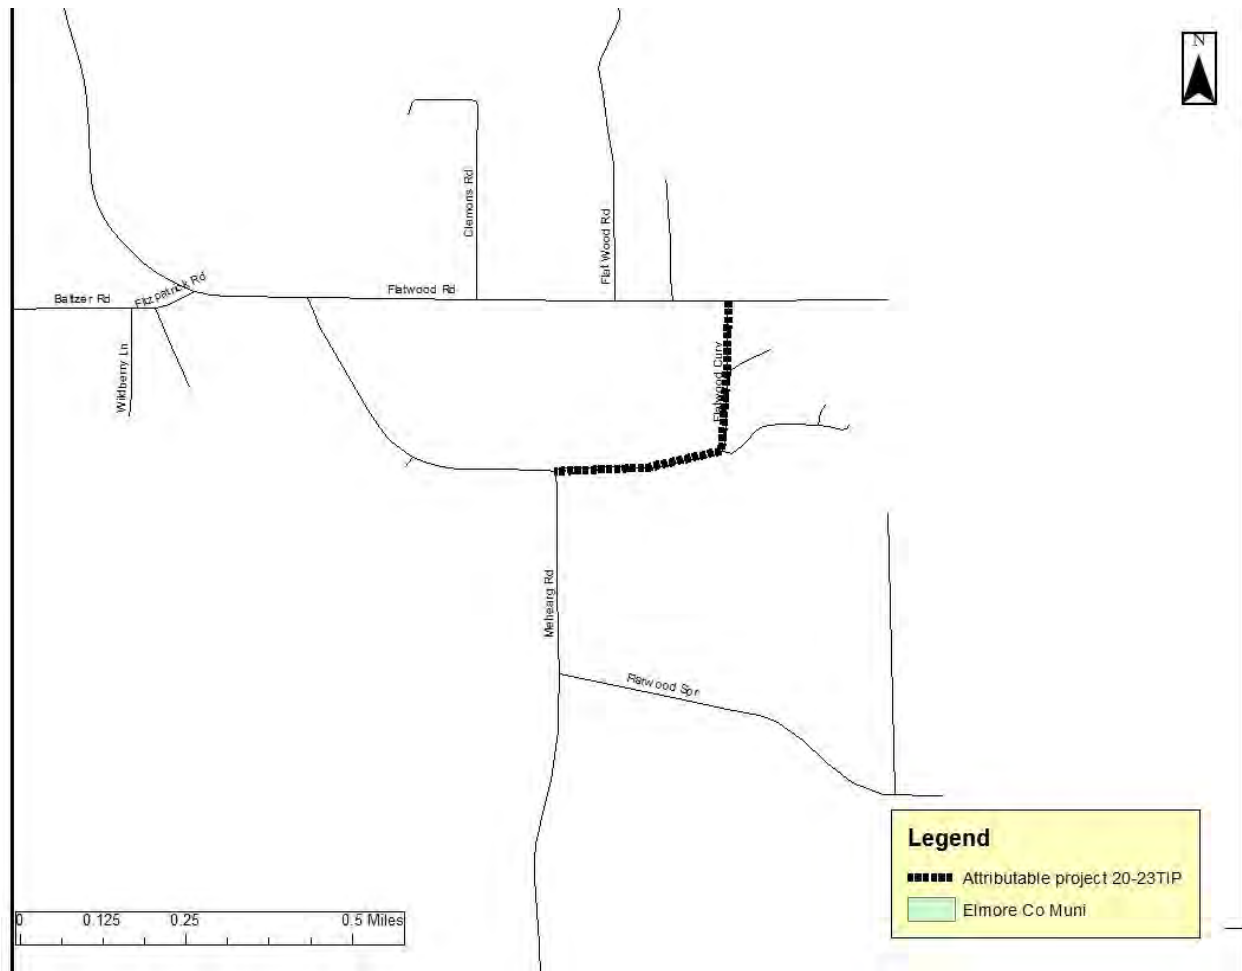 N
Clemons Rd
Flat Wood Rd
Baltzer Rd
Fitzpatrick Rd
Flatwood Rd
Wildberry Ln
Flatwood Curv
Mehearg Rd
Flatwood Spr
Legend
Attributable project 20-23TIP
Elmore Co Muni
0 0.125 0.25 0.5 Miles